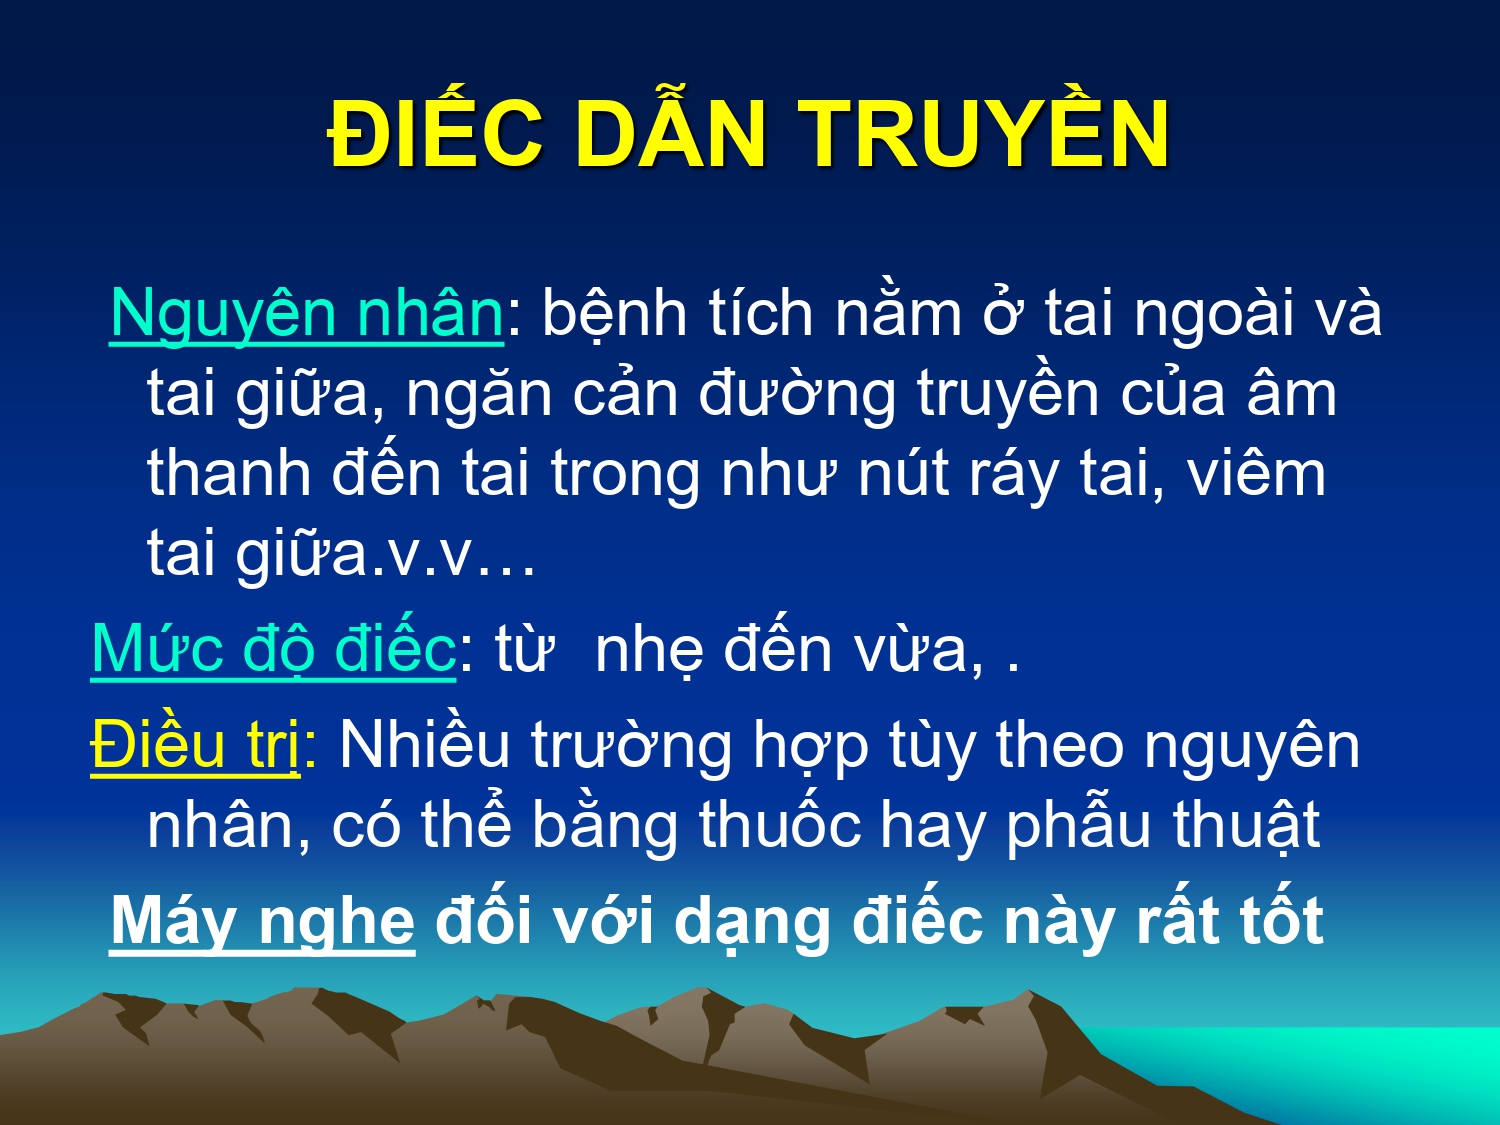 ĐIẾC DẪN TRUYỀN
Nguyên nhân: bệnh tích nằm ở tai ngoài và
tai giữa, ngăn cản đường truyền của âm
thanh đến tai trong như nút ráy tai, viêm
tai giữa.v.v…
Mức độ điếc: từ  nhẹ đến vừa, .
Điều trị: Nhiều trường hợp tùy theo nguyên
nhân, có thể bằng thuốc hay phẫu thuật
Máy nghe đối với dạng điếc này rất tốt